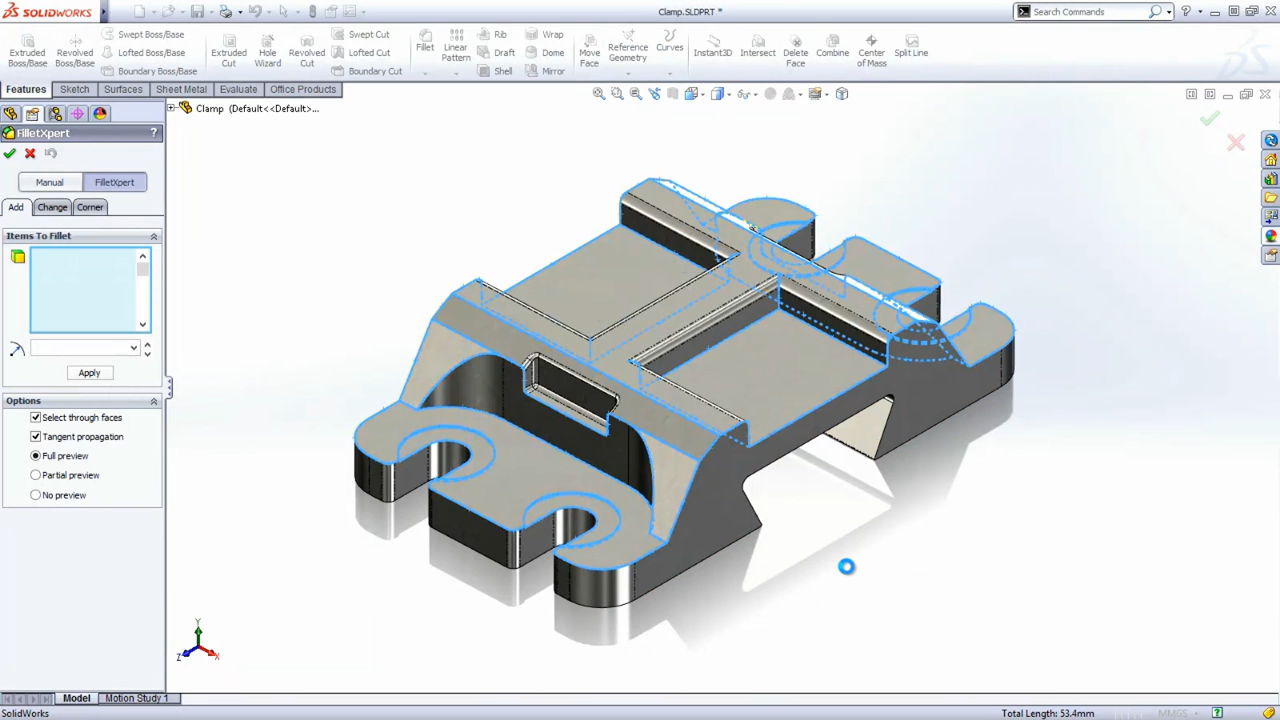 SOLIDWORKS
Clamp.SLDPRT *
Search Commands
Extruded Boss/Base
Revolved Boss/Base
Swept Boss/Base
Lofted Boss/Base
Boundary Boss/Base
Extruded Cut
Hole Wizard
Revolved Cut
Swept Cut
Lofted Cut
Boundary Cut
Fillet
Linear Pattern
Rib
Draft
Shell
Wrap
Dome
Mirror
Move Face
Reference Geometry
Curves
Instant3D
Intersect
Delete Face
Combine
Center of Mass
Split Line
Features
Sketch
Surfaces
Sheet Metal
Evaluate
Office Products
Clamp (Default<<Default>...
FilletXpert
?
Manual
FilletXpert
Add
Change
Corner
Items To Fillet
Apply
Options
Select through faces
Tangent propagation
Full preview
Partial preview
No preview
Y
Z
X
Model
Motion Study 1
SolidWorks
Total Length: 53.4mm
MMGS
?